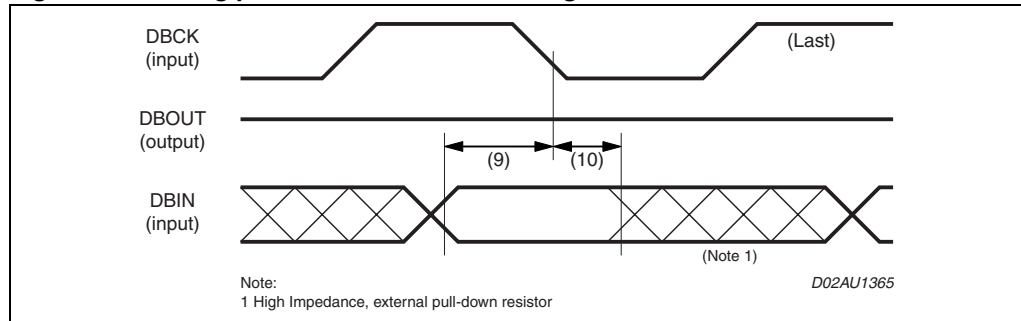 DBCK
(input)
(Last)
DBOUT
(output)
(9)
(10)
DBIN
(input)
(Note 1)
Note:
D02AU1365
1 High Impedance, external pull-down resistor